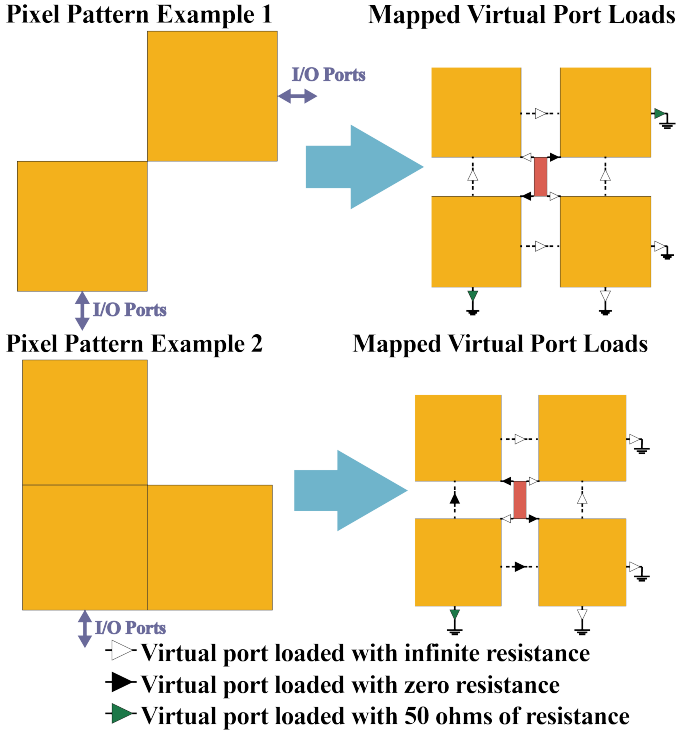 Pixel Pattern Example 1
Mapped Virtual Port Loads
I/O Ports
I/O Ports
Pixel Pattern Example 2
Mapped Virtual Port Loads
I/O Ports
Virtual port loaded with infinite resistance
Virtual port loaded with zero resistance
Virtual port loaded with 50 ohms of resistance